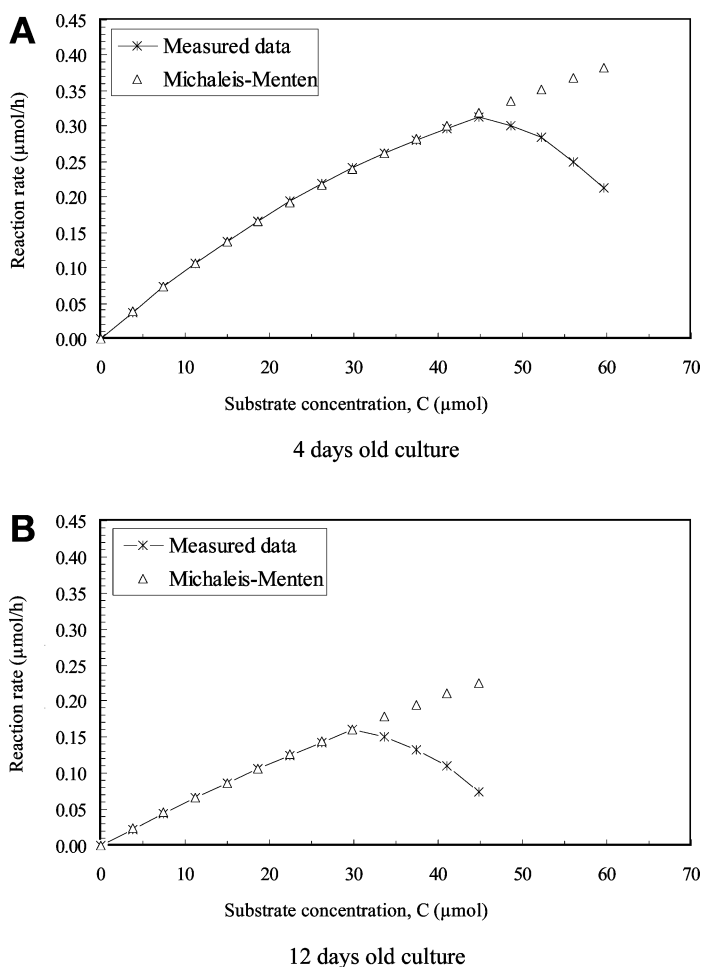 A
Measured data
Michaleis-Menten
Reaction rate (µmol/h)
0.45
0.40
0.35
0.30
0.25
0.20
0.15
0.10
0.05
0.00
0 10 20 30 40 50 60 70
Substrate concentration, C (µmol)
4 days old culture
B
Measured data
Michaleis-Menten
Reaction rate (µmol/h)
0.45
0.40
0.35
0.30
0.25
0.20
0.15
0.10
0.05
0.00
0 10 20 30 40 50 60 70
Substrate concentration, C (µmol)
12 days old culture